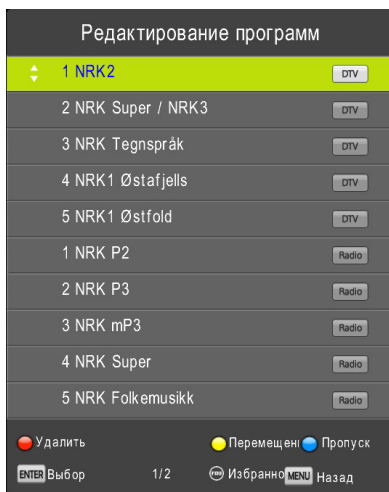 Редактирование программ
1 NRK2 DTV
2 NRK Super / NRK3 DTV
3 NRK Tegnspråk DTV
4 NRK1 Østafjells DTV
5 NRK1 Østfold DTV
1 NRK P2 Radio
2 NRK P3 Radio
3 NRK mP3 Radio
4 NRK Super Radio
5 NRK Folkemusikk Radio
Удалить Перемещен Пропуск
ENTER Выбор 1/2 FAV Избранно MENU Назад